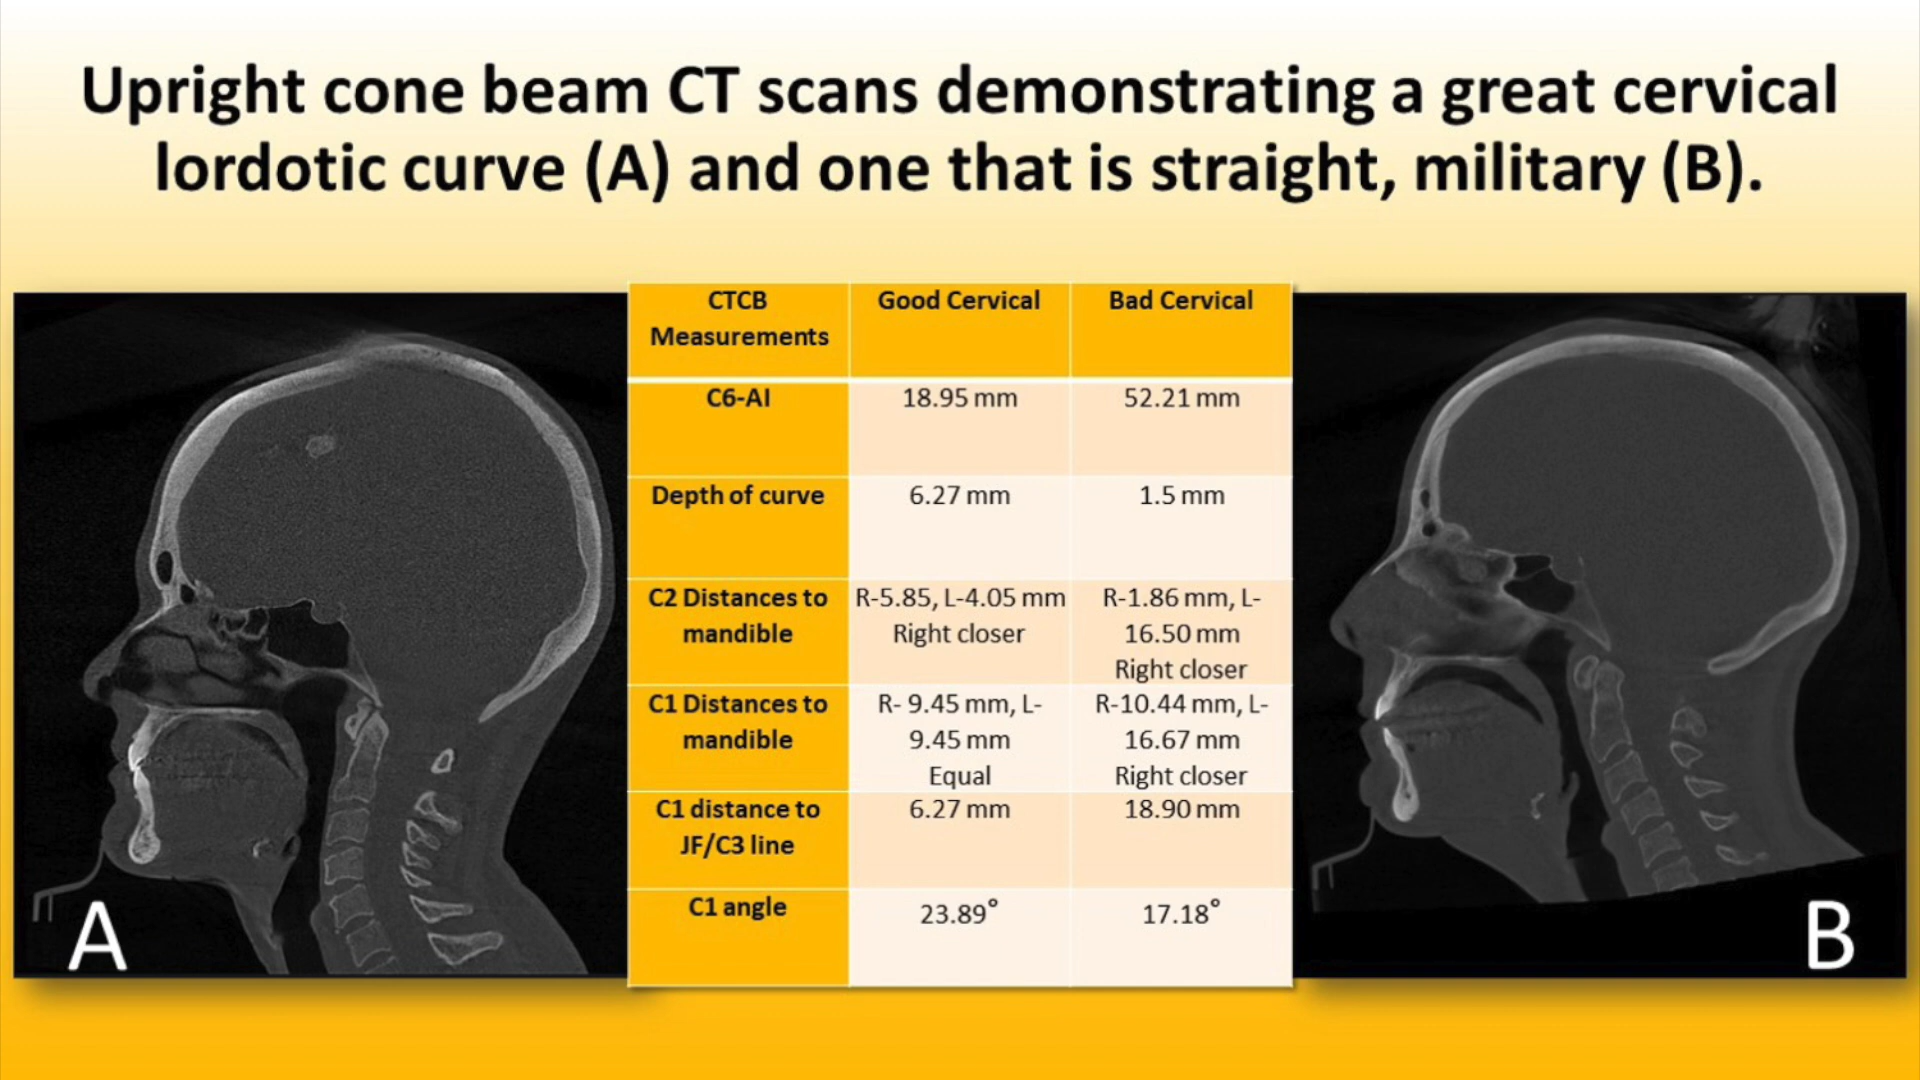 Upright cone beam CT scans demonstrating a great cervical
lordotic curve (A) and one that is straight, military (B).
CTCB
Measurements
Good Cervical
Bad Cervical
C6-AI
18.95 mm
52.21 mm
Depth of curve
6.27 mm
1.5 mm
C2 Distances to
mandible
R-5.85, L-4.05 mm
Right closer
R-1.86 mm, L-
16.50 mm
Right closer
C1 Distances to
mandible
R- 9.45 mm, L-
9.45 mm
Equal
R-10.44 mm, L-
16.67 mm
Right closer
C1 distance to
JF/C3 line
6.27 mm
18.90 mm
C1 angle
23.89°
17.18°
A
B